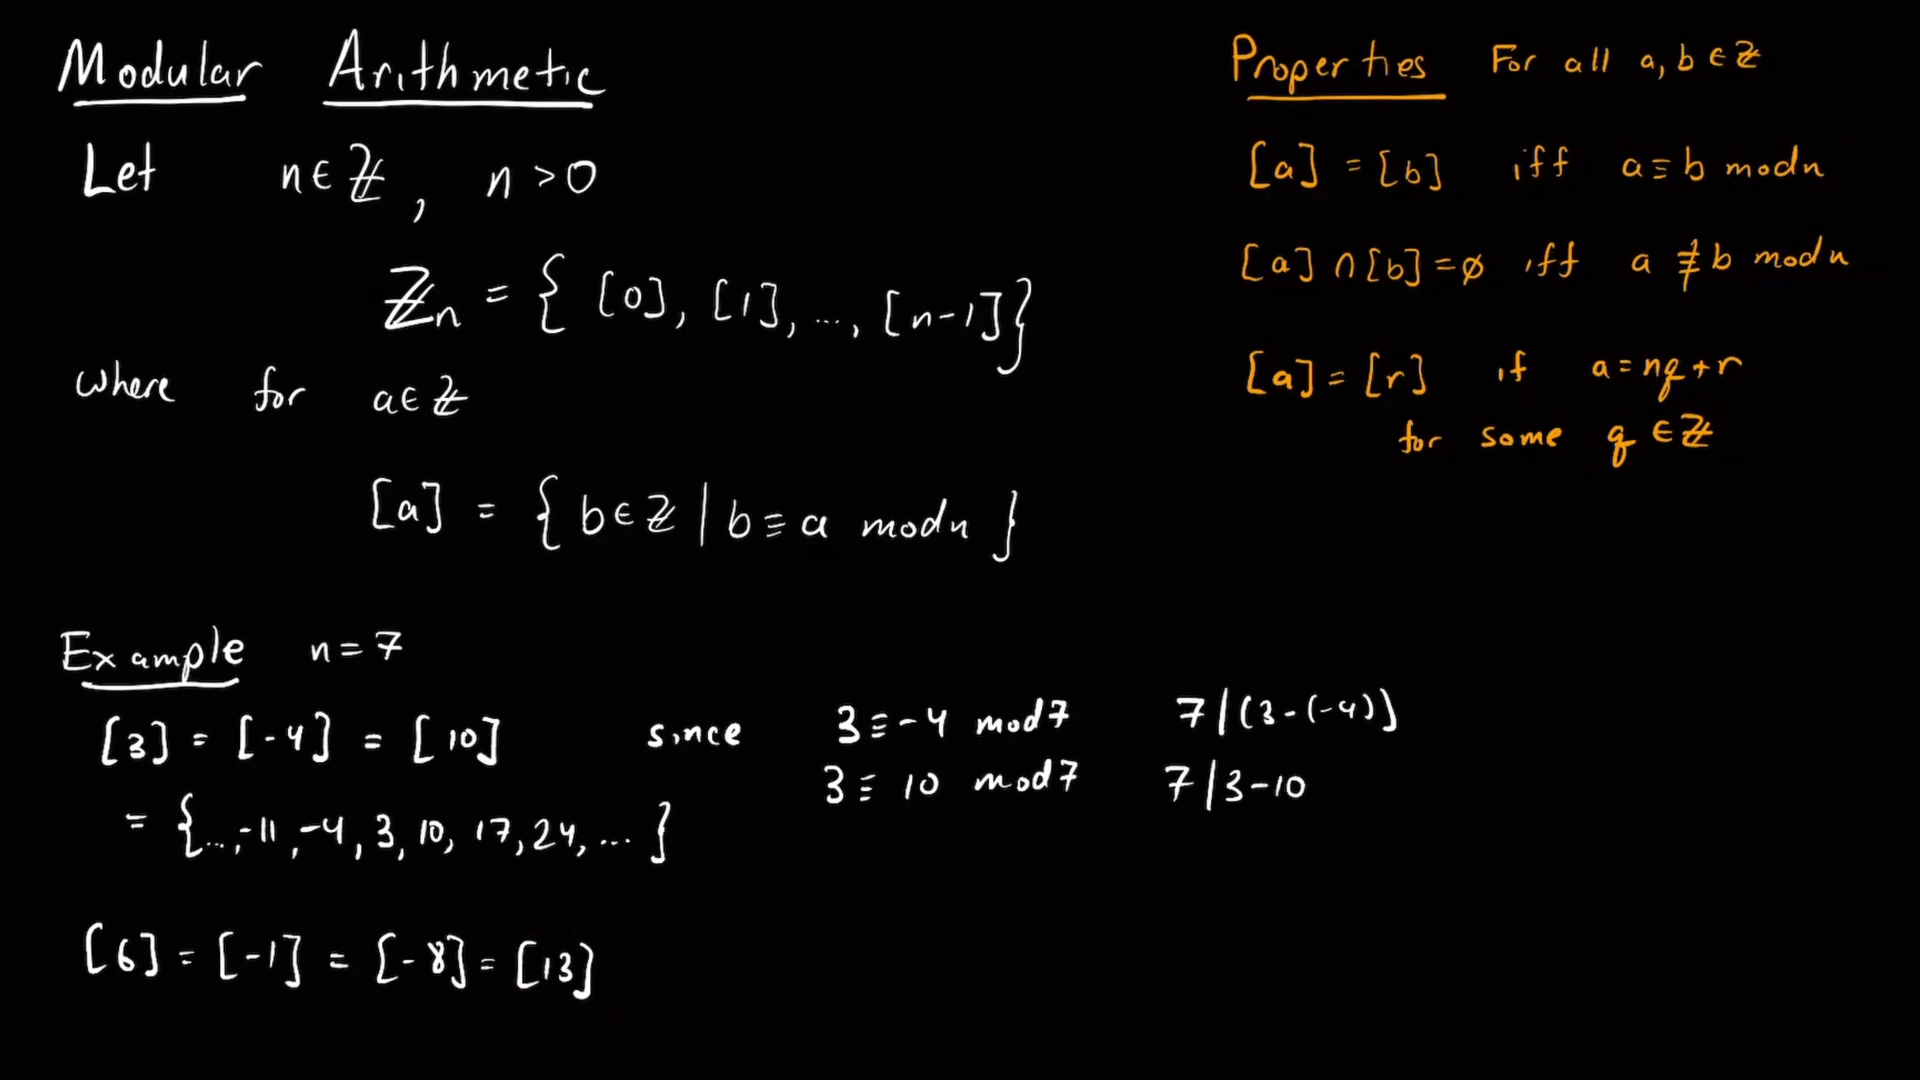 Modular Arithmetic
Let n∈ℤ, n>0
ℤn = { [0], [1], ..., [n-1] }
where for a∈ℤ
[a] = { b∈ℤ | b≡a mod n }
Properties For all a, b ∈ ℤ
[a] = [b] iff a≡b mod n
[a] ∩ [b] = ∅ iff a ≢ b mod n
[a] = [r] if a = nq+r
for some q ∈ ℤ
Example n=7
[3] = [-4] = [10] since 3≡-4 mod 7 7|(3-(-4))
3≡10 mod 7 7|3-10
= {..., -11, -4, 3, 10, 17, 24, ... }
[6] = [-1] = [-8] = [13]